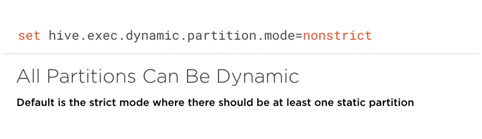 set hive.exec.dynamic.partition.mode=nonstrict
All Partitions Can Be Dynamic
Default is the strict mode where there should be at least one static partition